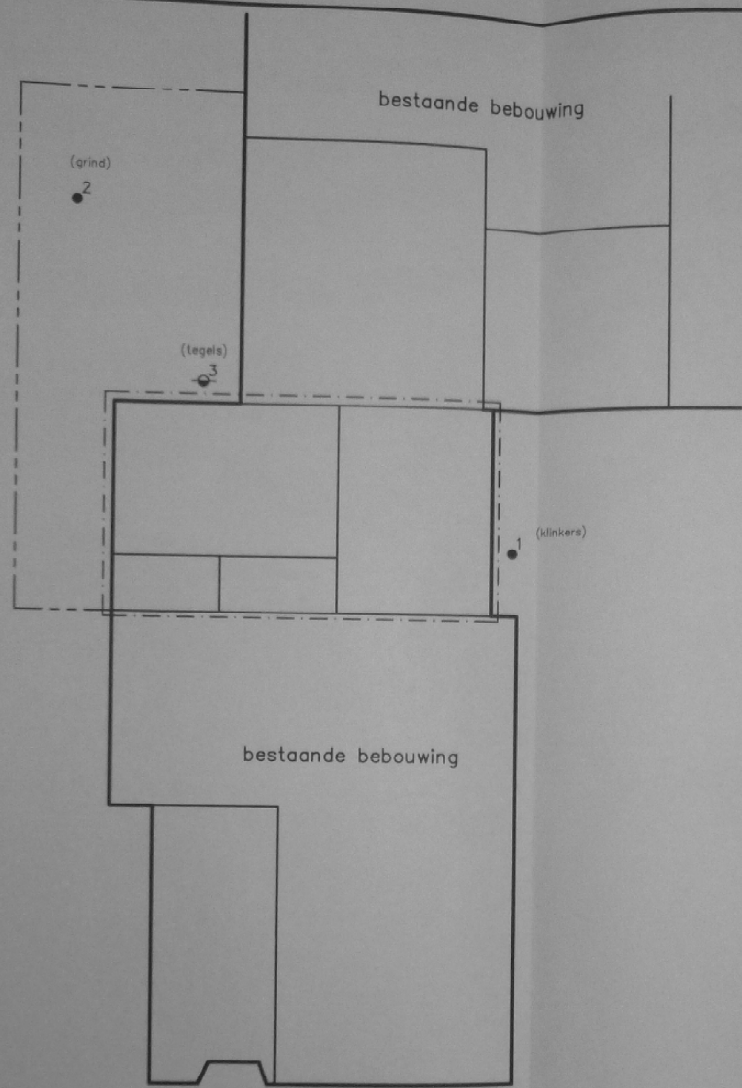 bestaande bebouwing
(grind)
2
(tegels)
3
(klinkers)
1
bestaande bebouwing